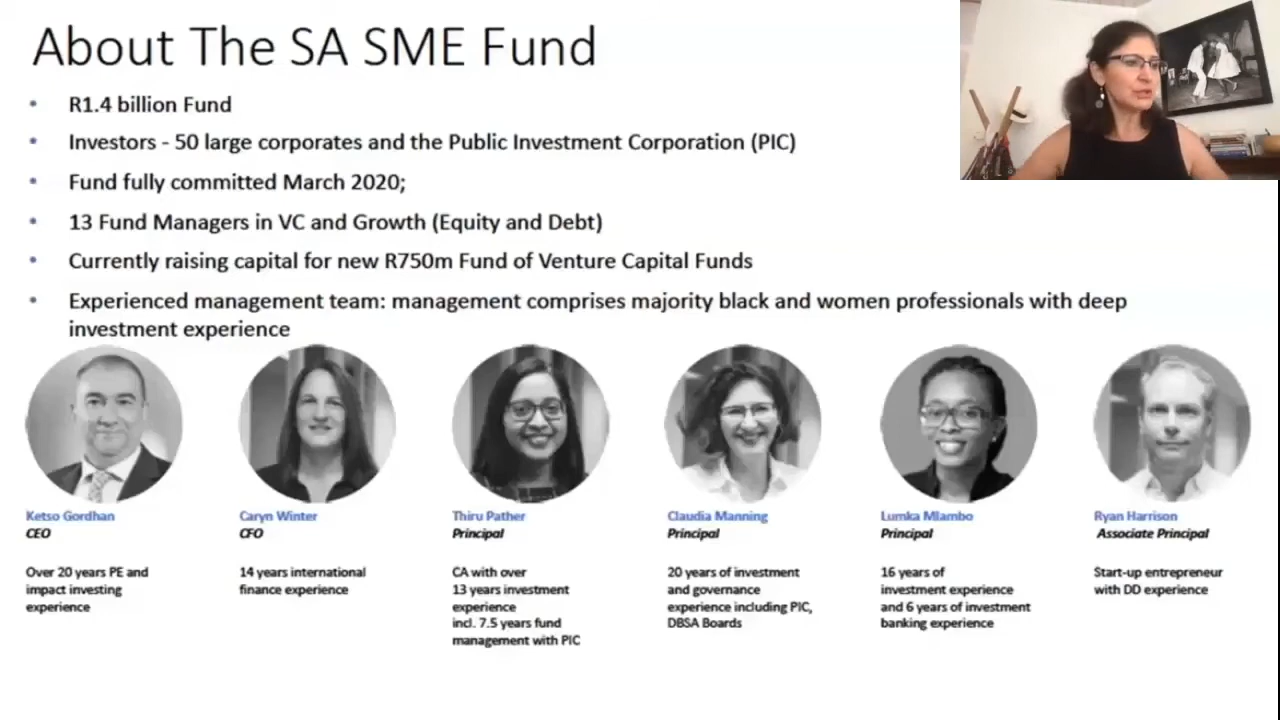 About The SA SME Fund
• R1.4 billion Fund
• Investors - 50 large corporates and the Public Investment Corporation (PIC)
• Fund fully committed March 2020;
• 13 Fund Managers in VC and Growth (Equity and Debt)
• Currently raising capital for new R750m Fund of Venture Capital Funds
• Experienced management team: management comprises majority black and women professionals with deep
investment experience
Ketso Gordhan
CEO
Over 20 years PE and
impact investing
experience
Caryn Winter
CFO
14 years international
finance experience
Thiru Pather
Principal
CA with over
13 years investment
experience
incl. 7.5 years fund
management with PIC
Claudia Manning
Principal
20 years of investment
and governance
experience including PIC,
DBSA Boards
Lumka Mlambo
Principal
16 years of
investment experience
and 6 years of investment
banking experience
Ryan Harrison
Associate Principal
Start-up entrepreneur
with DD experience